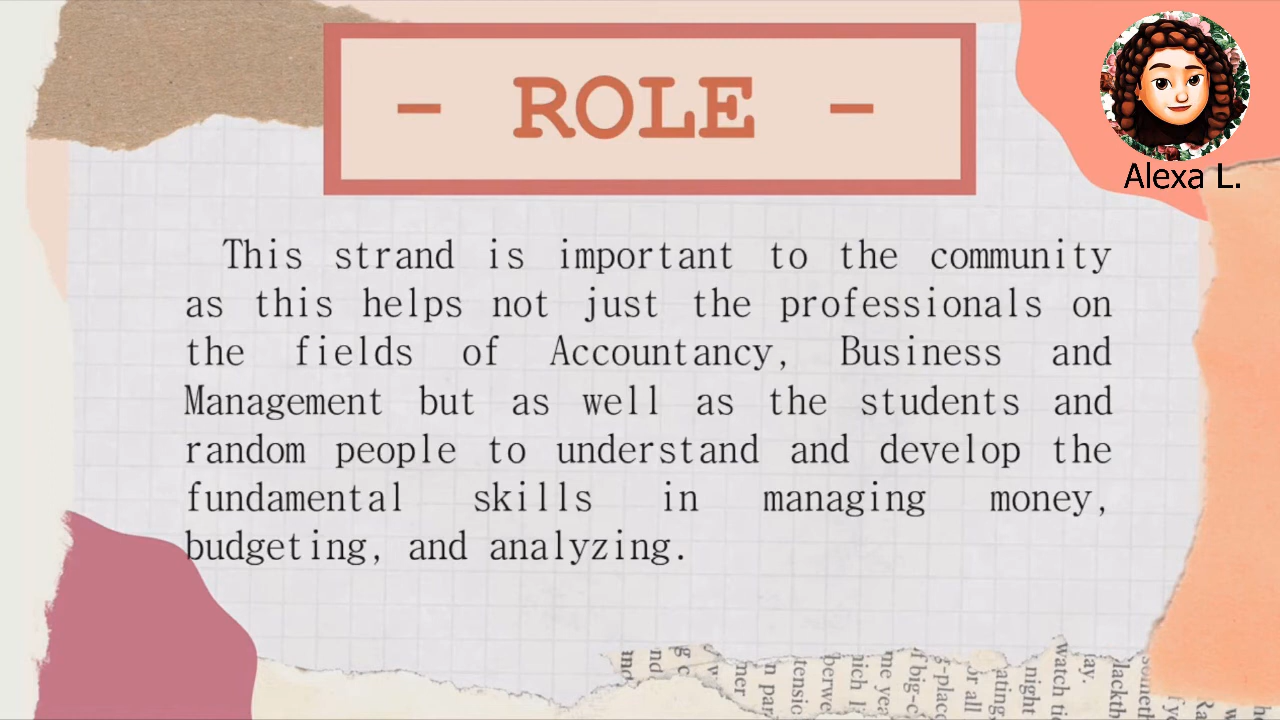 - ROLE -
Alexa L.
This strand is important to the community
as this helps not just the professionals on
the fields of Accountancy, Business and
Management but as well as the students and
random people to understand and develop the
fundamental skills in managing money,
budgeting, and analyzing.